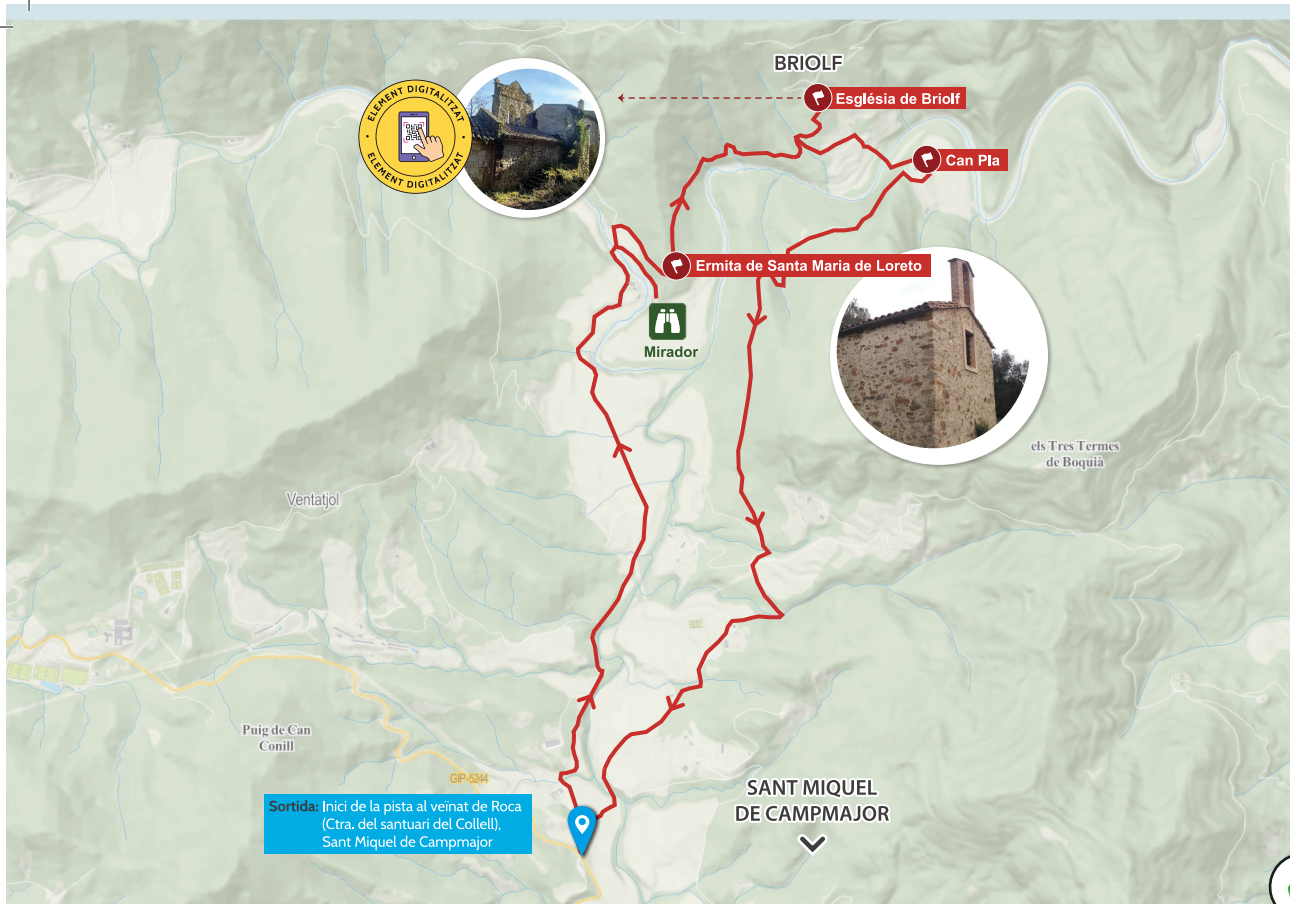 BRIOLF
Església de Briolf
ELEMENT DIGITALITZAT
ELEMENT DIGITALITZAT
Can Pla
Ermita de Santa Maria de Loreto
Mirador
els Tres Termes
de Boquià
Ventatjol
Puig de Can
Conill
GIP-5244
SANT MIQUEL
DE CAMPMAJOR
Sortida: Inici de la pista al veïnat de Roca
(Ctra. del santuari del Collell),
Sant Miquel de Campmajor